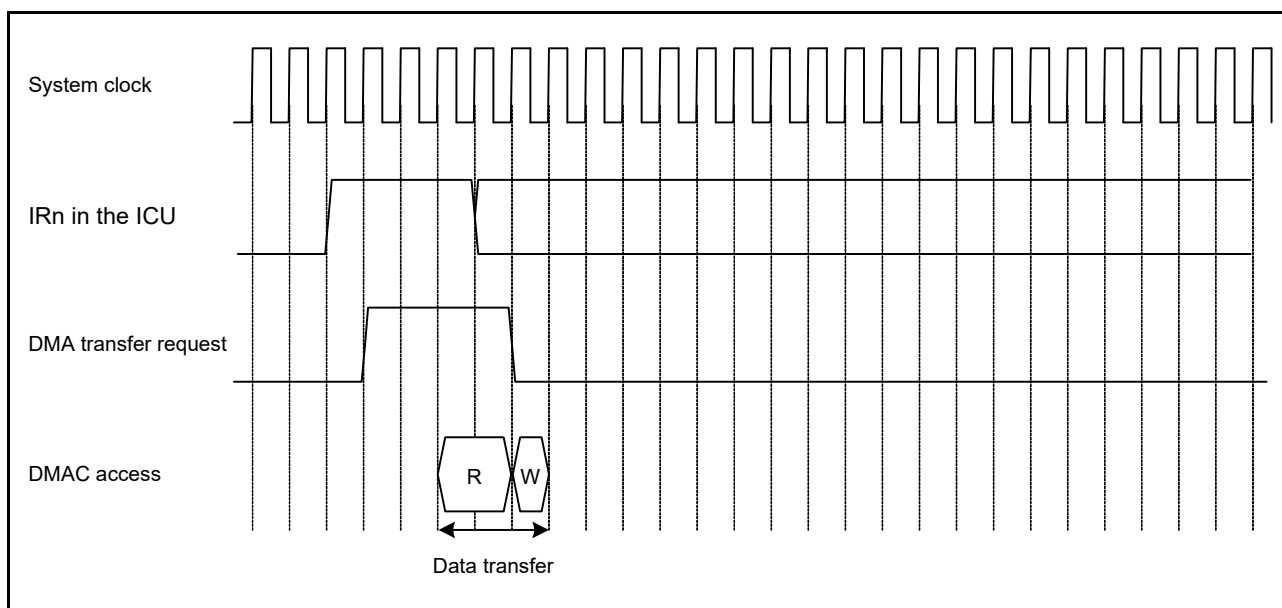 System clock
IRn in the ICU
DMA transfer request
DMAC access
R
W
Data transfer